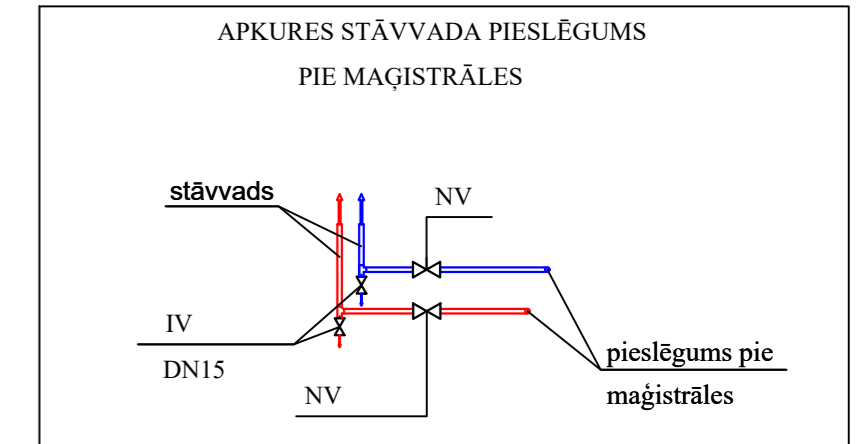 APKURES STĀVVADA PIESLĒGUMS
PIE MAĢISTRĀLES
stāvvads
NV
IV
DN15
NV
pieslēgums pie
maģistrāles